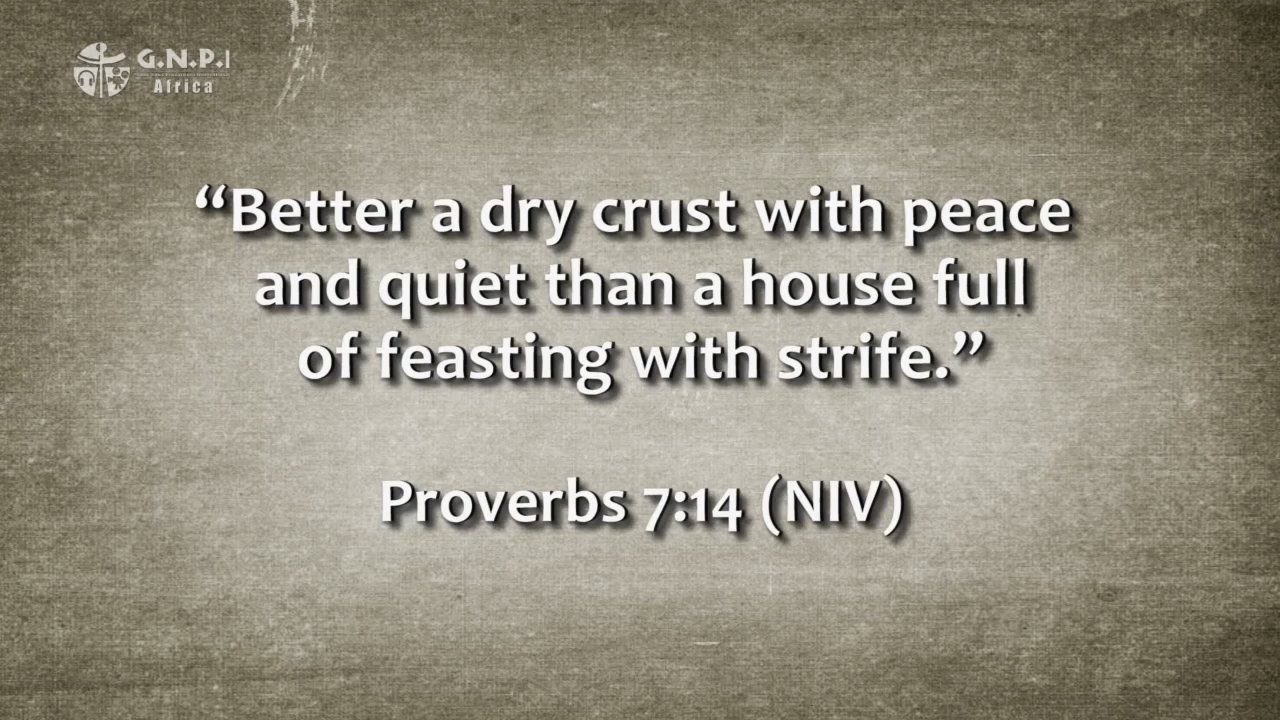 G.N.P.I
Africa
“Better a dry crust with peace
and quiet than a house full
of feasting with strife.”
Proverbs 7:14 (NIV)